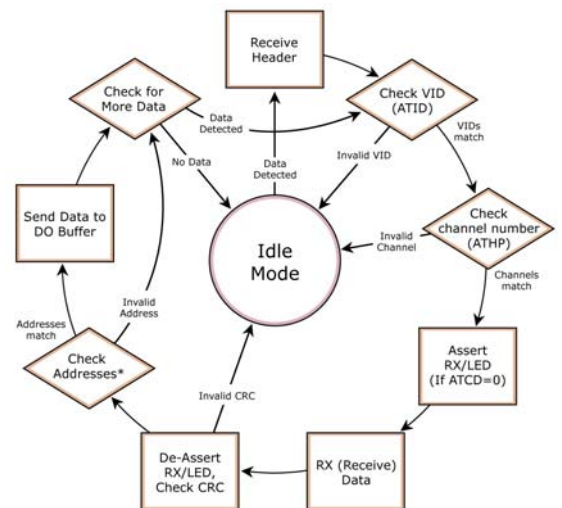 Receive
Header
Check for
More Data
Check VID
(ATID)
Data
Detected
VIDs
match
No Data
Data
Detected
Invalid VID
Send Data to
DO Buffer
Idle
Mode
Check
channel number
(ATHP)
Invalid
Channel
Channels
match
Invalid
Address
Addresses
match
Check
Addresses*
Assert
RX/LED
(If ATCD=0)
Invalid CRC
De-Assert
RX/LED,
Check CRC
RX (Receive)
Data